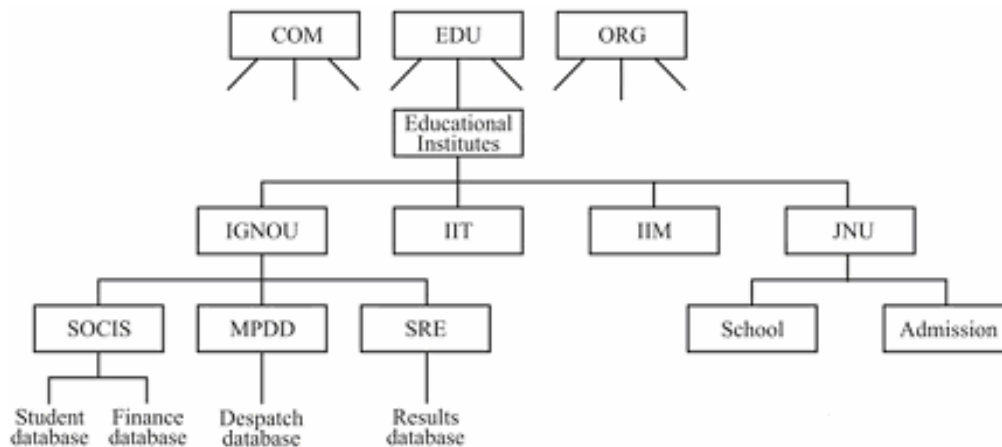 COM
EDU
ORG
Educational
Institutes
IGNOU
IIT
IIM
JNU
SOCIS
MPDD
SRE
School
Admission
Student
database
Finance
database
Despatch
database
Results
database